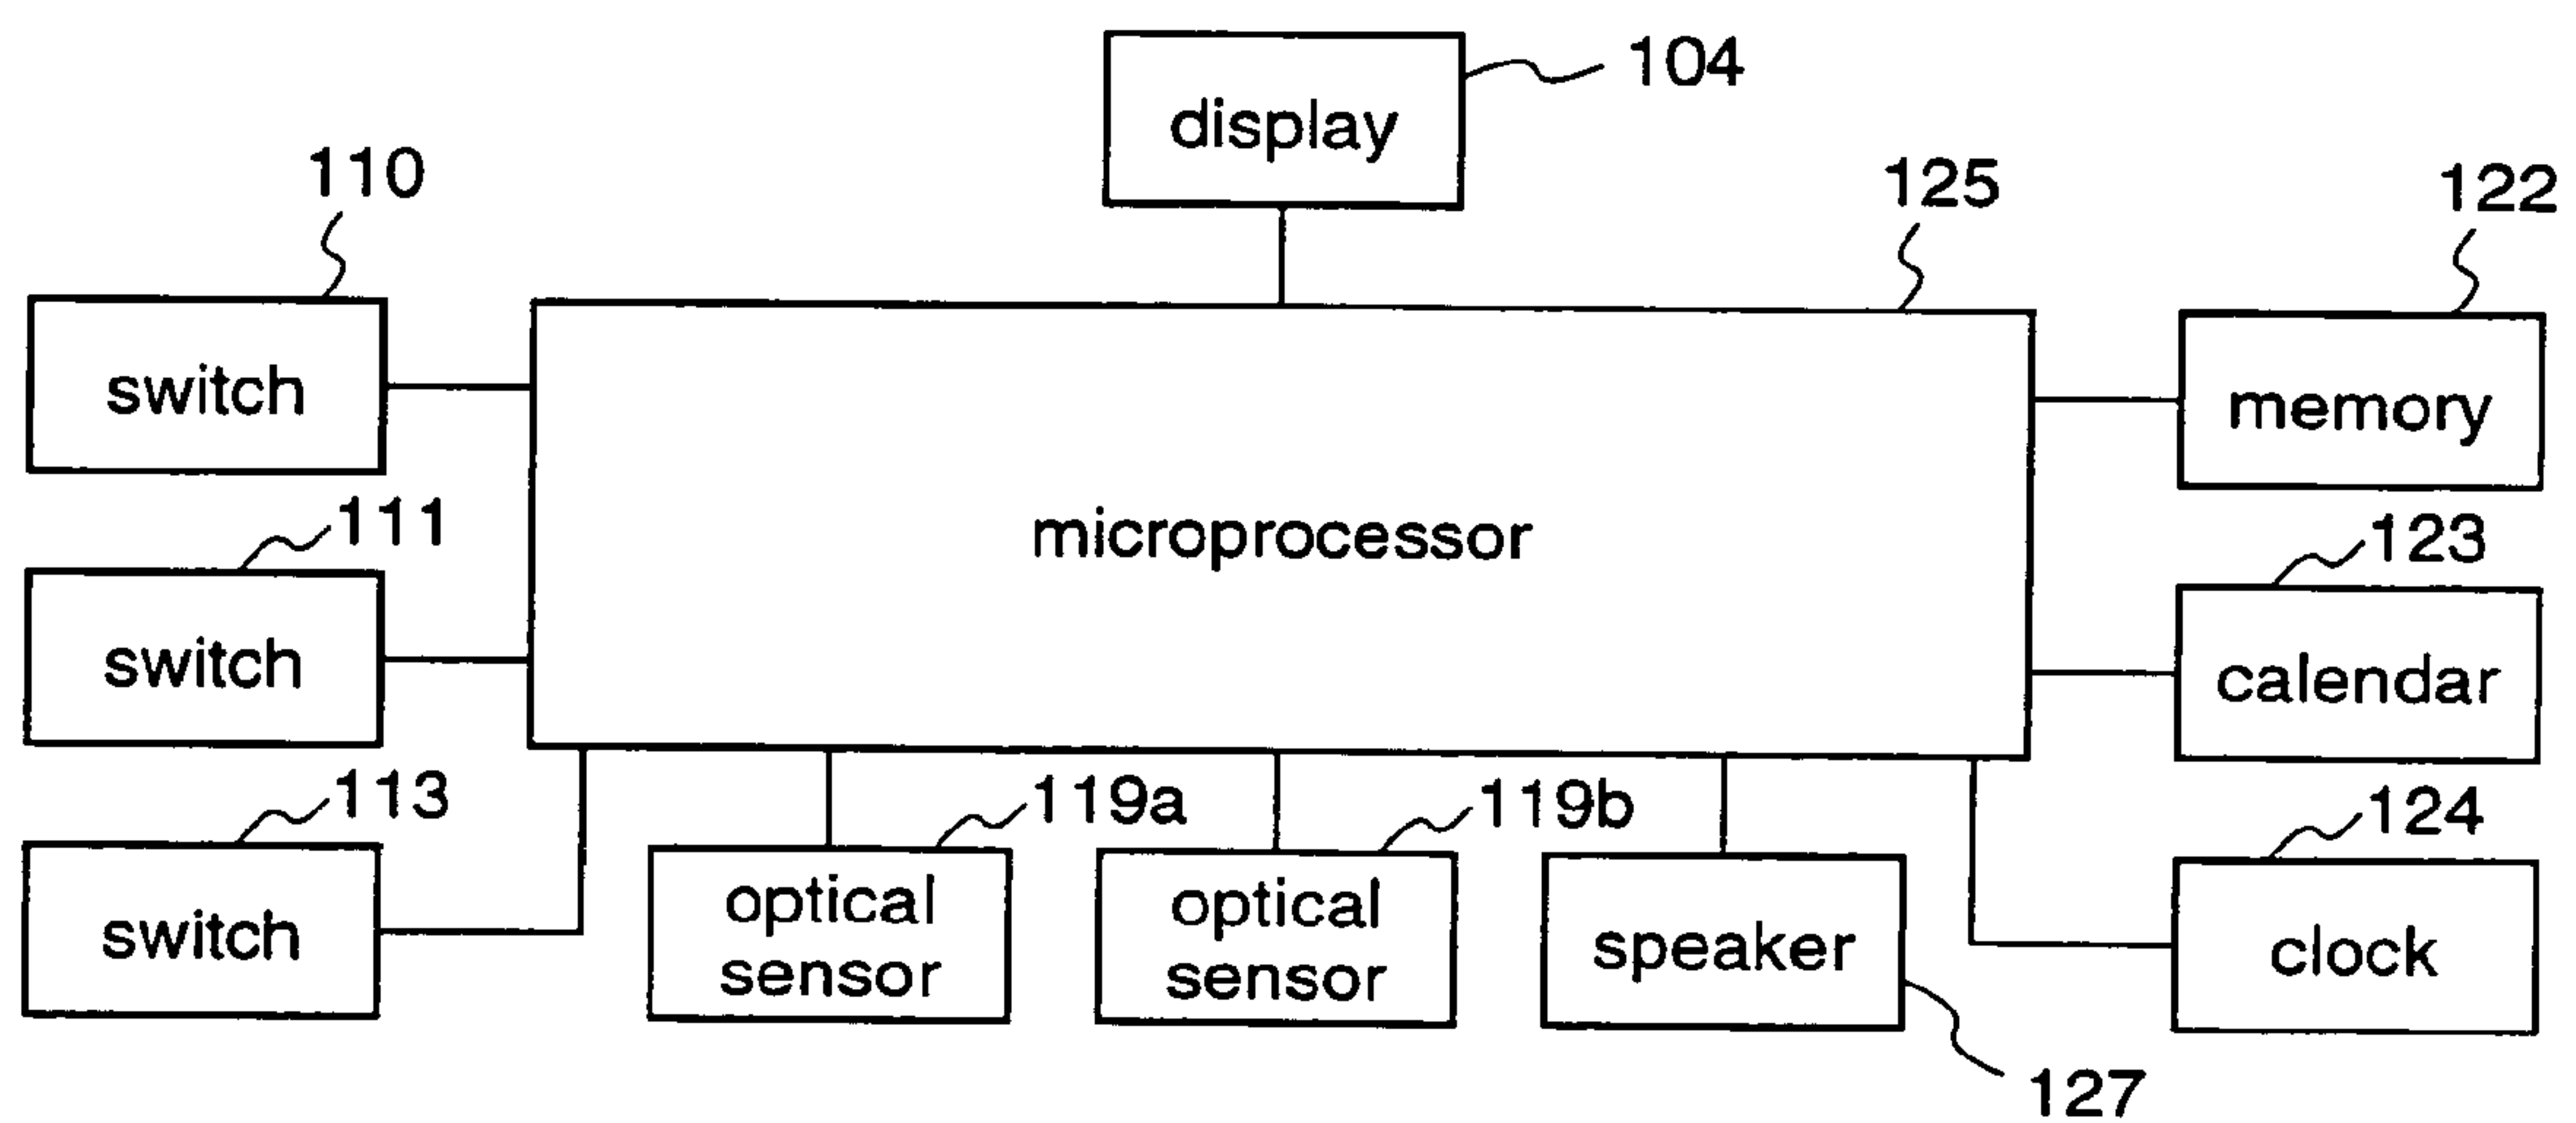 104
display
110
125
122
switch
memory
microprocessor
111
123
switch
calendar
113
119a
119b
124
switch
optical
sensor
optical
sensor
speaker
clock
127